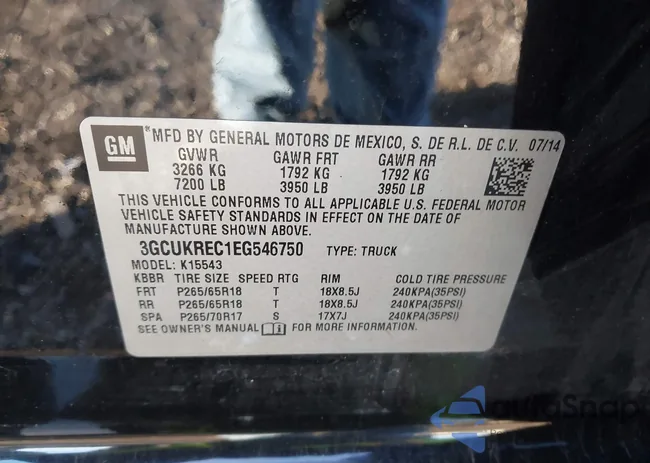 GM ® MFD BY GENERAL MOTORS DE MEXICO, S. DE R.L. DE C.V. 07/14
GVWR GAWR FRT GAWR RR
3266 KG 1792 KG 1792 KG
7200 LB 3950 LB 3950 LB
THIS VEHICLE CONFORMS TO ALL APPLICABLE U.S. FEDERAL MOTOR
VEHICLE SAFETY STANDARDS IN EFFECT ON THE DATE OF
MANUFACTURE SHOWN ABOVE.
3GCUKREC1EG546750 TYPE: TRUCK
MODEL: K15543
KBBR TIRE SIZE SPEED RTG RIM COLD TIRE PRESSURE
FRT P265/65R18 T 18X8.5J 240KPA(35PSI)
RR P265/65R18 T 18X8.5J 240KPA(35PSI)
SPA P265/70R17 S 17X7J 240KPA(35PSI)
SEE OWNER'S MANUAL FOR MORE INFORMATION.
autoSnap